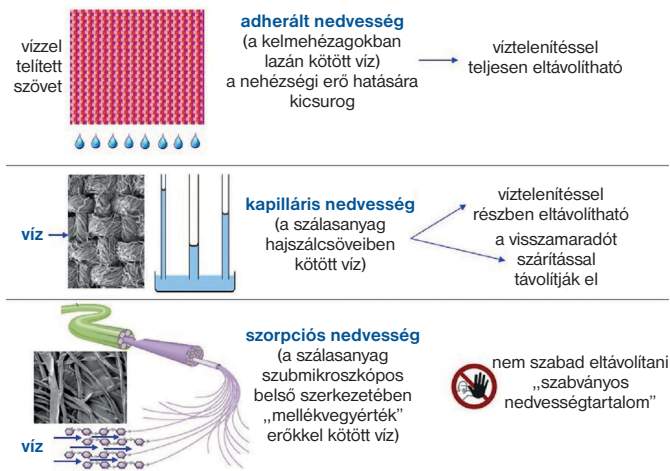 vízzel
telített
szövet
adherált nedvesség
(a kelmehézagokban
lazán kötött víz)
a nehézségi erő hatására
kicsurog
víztelenítéssel
teljesen eltávolítható
víz
kapilláris nedvesség
(a szálasanyag
hajszálcsöveiben
kötött víz)
víztelenítéssel
részben eltávolítható
a visszamaradót
szárítással
távolítják el
víz
szorpciós nedvesség
(a szálasanyag
szubmikroszkópos
belső szerkezetében
„mellékvegyérték”
erőkkel kötött víz)
nem szabad eltávolítani
„szabványos
nedvességtartalom”